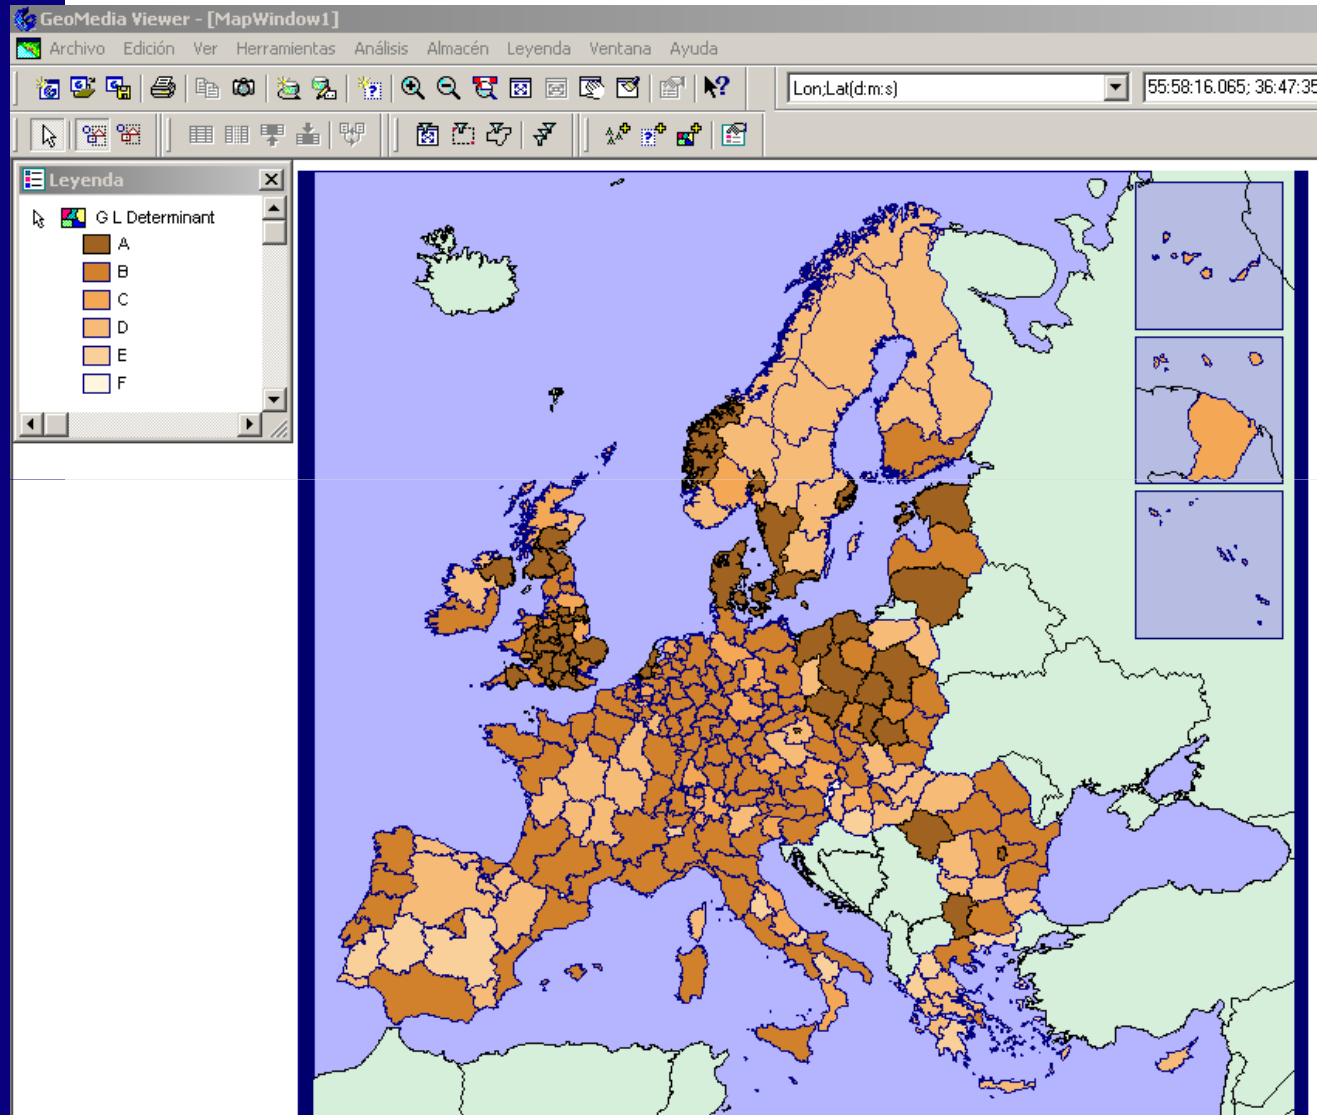 GeoMedia Viewer - [MapWindow1]
Archivo Edición Ver Herramientas Análisis Almacén Leyenda Ventana Ayuda
Lon;Lat(d:m:s)
55:58:16.065; 36:47:35
Leyenda
G L Determinant
A
B
C
D
E
F